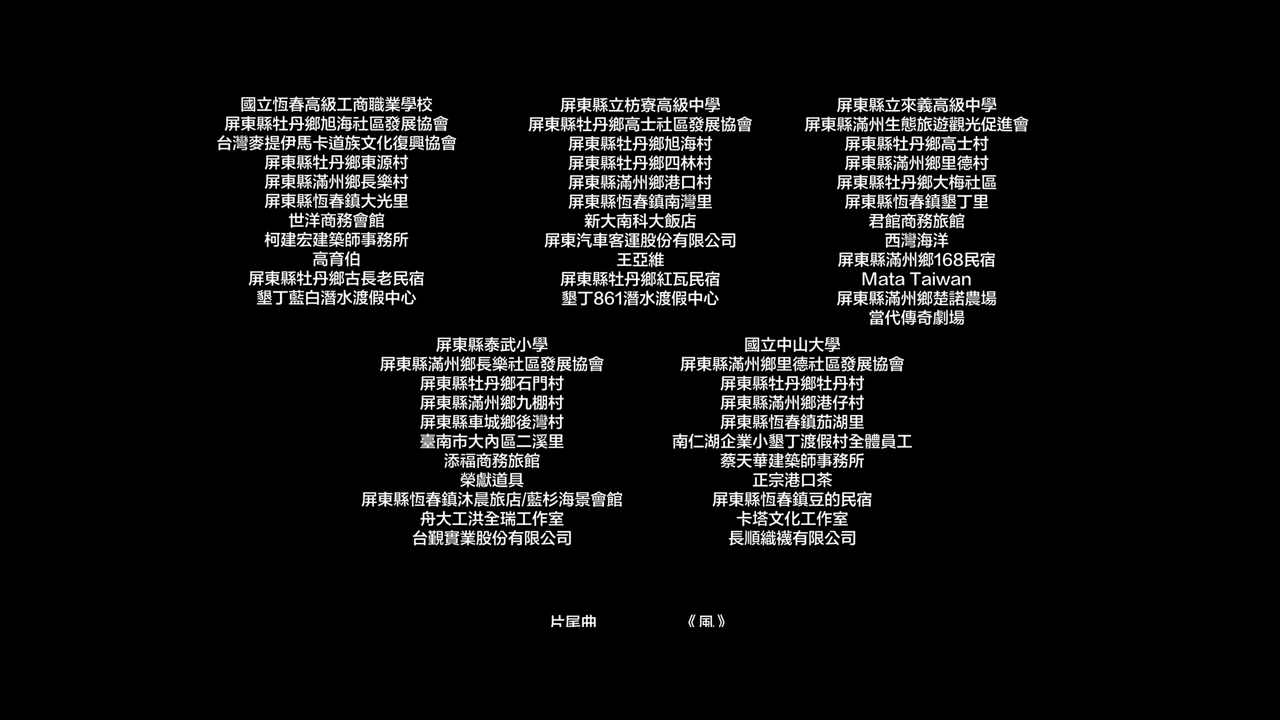 國立恆春高級工商職業學校
屏東縣牡丹鄉旭海社區發展協會
台灣麥提伊馬卡道族文化復興協會
屏東縣牡丹鄉東源村
屏東縣滿州鄉長樂村
屏東縣恆春鎮大光里
世洋商務會館
柯建宏建築師事務所
高育伯
屏東縣牡丹鄉古長老民宿
墾丁藍白潛水渡假中心
屏東縣立枋寮高級中學
屏東縣牡丹鄉高士社區發展協會
屏東縣牡丹鄉旭海村
屏東縣牡丹鄉四林村
屏東縣滿州鄉港口村
屏東縣恆春鎮南灣里
新大南科大飯店
屏東汽車客運股份有限公司
王亞維
屏東縣牡丹鄉紅瓦民宿
墾丁861潛水渡假中心
屏東縣立來義高級中學
屏東縣滿州生態旅遊觀光促進會
屏東縣牡丹鄉高士村
屏東縣滿州鄉里德村
屏東縣牡丹鄉大梅社區
屏東縣恆春鎮墾丁里
君館商務旅館
西灣海洋
屏東縣滿州鄉168民宿
Mata Taiwan
屏東縣滿州鄉楚諾農場
當代傳奇劇場
屏東縣泰武小學
屏東縣滿州鄉長樂社區發展協會
屏東縣牡丹鄉石門村
屏東縣滿州鄉九棚村
屏東縣車城鄉後灣村
臺南市大內區二溪里
添福商務旅館
榮獻道具
屏東縣恆春鎮沐晨旅店/藍杉海景會館
舟大工洪全瑞工作室
台觐實業股份有限公司
國立中山大學
屏東縣滿州鄉里德社區發展協會
屏東縣牡丹鄉牡丹村
屏東縣滿州鄉港仔村
屏東縣恆春鎮茄湖里
南仁湖企業小墾丁渡假村全體員工
蔡天華建築師事務所
正宗港口茶
屏東縣恆春鎮豆的民宿
卡塔文化工作室
長順織襪有限公司
片尾曲 《風》